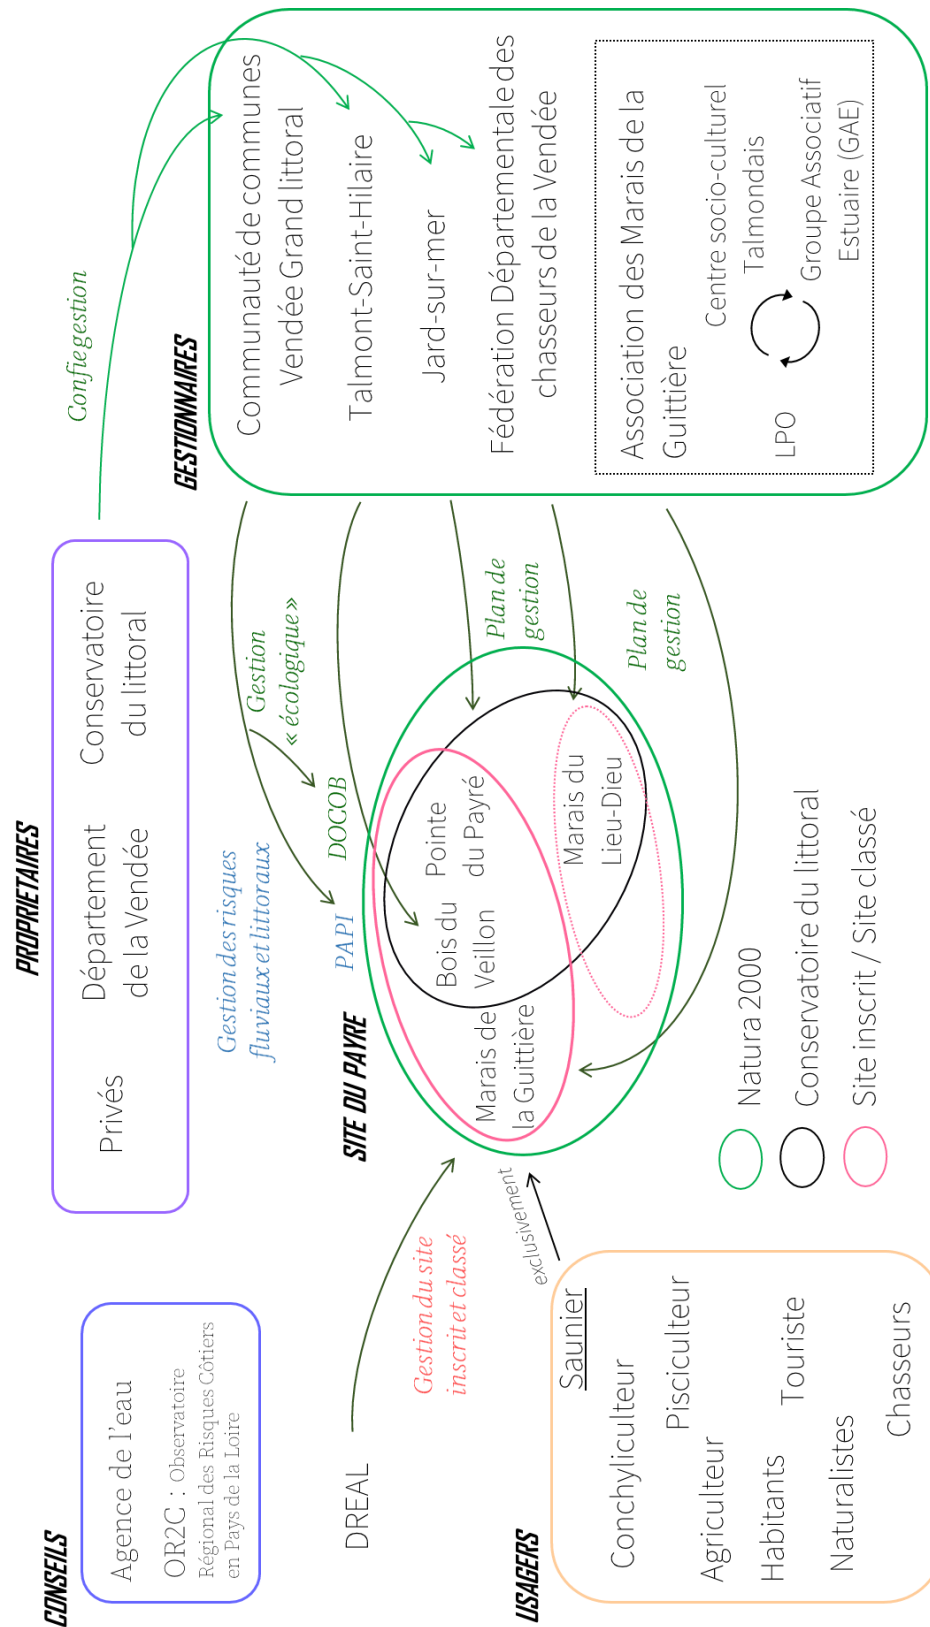 CONSEILS
Agence de l'eau
OR2C : Observatoire
Régional des Risques Côtiers
en Pays de la Loire
PROPRIETAIRES
Privés
Département
de la Vendée
Conservatoire
du littoral
Confie gestion
GESTIONNAIRES
Communauté de communes
Vendée Grand littoral
Talmont-Saint-Hilaire
Jard-sur-mer
Fédération Départementale des
chasseurs de la Vendée
Association des Marais de la
Guittière
Centre socio-culturel
Talmondais
LPO
Groupe Associatif
Estuaire (GAE)
Gestion des risques
fluviaux et littoraux
Gestion
« écologique »
PAPI
DOCOB
Plan de
gestion
Plan de
gestion
DREAL
Gestion du site
inscrit et classé
SITE DU PAYRE
Marais de
la Guittière
Bois du
Veillon
Pointe
du Payré
Marais du
Lieu-Dieu
exclusivement
USAGERS
Saunier
Conchyliculteur
Pisciculteur
Agriculteur
Habitants
Touriste
Naturalistes
Chasseurs
Natura 2000
Conservatoire du littoral
Site inscrit / Site classé